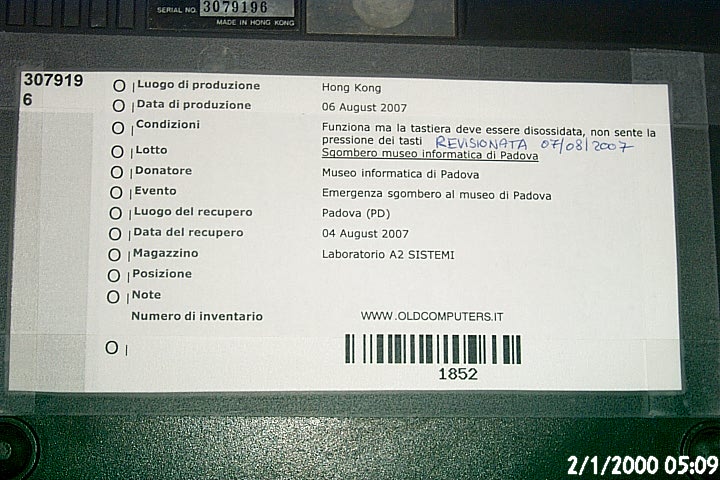 SERIAL NO. 3079196
MADE IN HONG KONG
307919
6
O | Luogo di produzione Hong Kong
O | Data di produzione 06 August 2007
O | Condizioni Funziona ma la tastiera deve essere disossidata, non sente la
pressione dei tasti REVISIONATA 07/08/2007
O | Lotto Sgombero museo informatica di Padova
O | Donatore Museo informatica di Padova
O | Evento Emergenza sgombero al museo di Padova
O | Luogo del recupero Padova (PD)
O | Data del recupero 04 August 2007
O | Magazzino Laboratorio A2 SISTEMI
O | Posizione
O | Note
Numero di inventario WWW.OLDCOMPUTERS.IT
O |
1852
2/1/2000 05:09